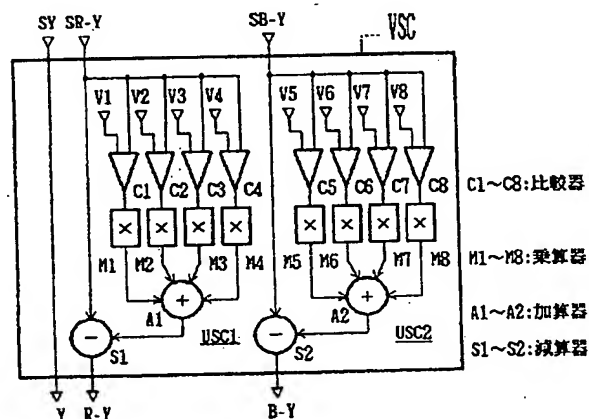 SY SR-Y SB-Y VSC
V1 V2 V3 V4 V5 V6 V7 V8
C1 C2 C3 C4 C5 C6 C7 C8
C1~C8:比較器
× × × × × × × ×
M1 M2 M3 M4 M5 M6 M7 M8
M1~M8:乗算器
+ +
A1 A2
A1~A2:加算器
USC1 USC2
− −
S1 S2
S1~S2:減算器
Y R-Y B-Y